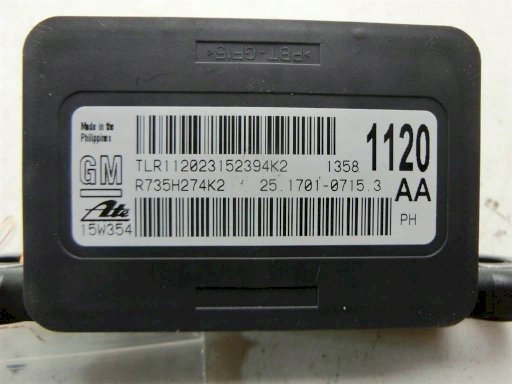 >PBT-GF15<
Made in the
Philippines
GM
TLR112023152394K2 1358
1120
R735H274K2 25.1701-0715.3
AA
Ate
15W354
PH